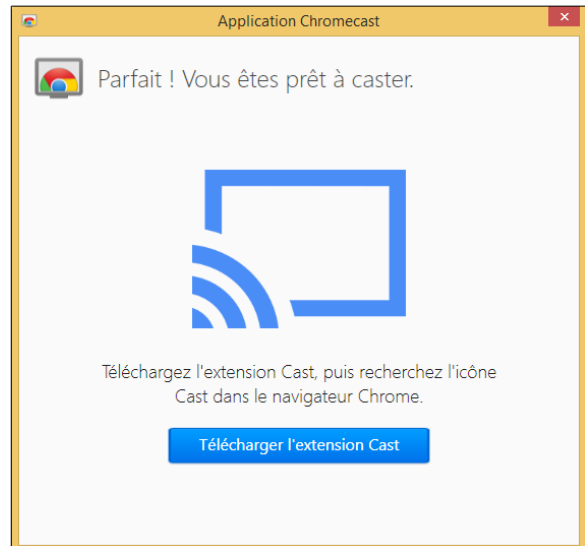 Application Chromecast
Parfait ! Vous êtes prêt à caster.
Téléchargez l'extension Cast, puis recherchez l'icône
Cast dans le navigateur Chrome.
Télécharger l'extension Cast